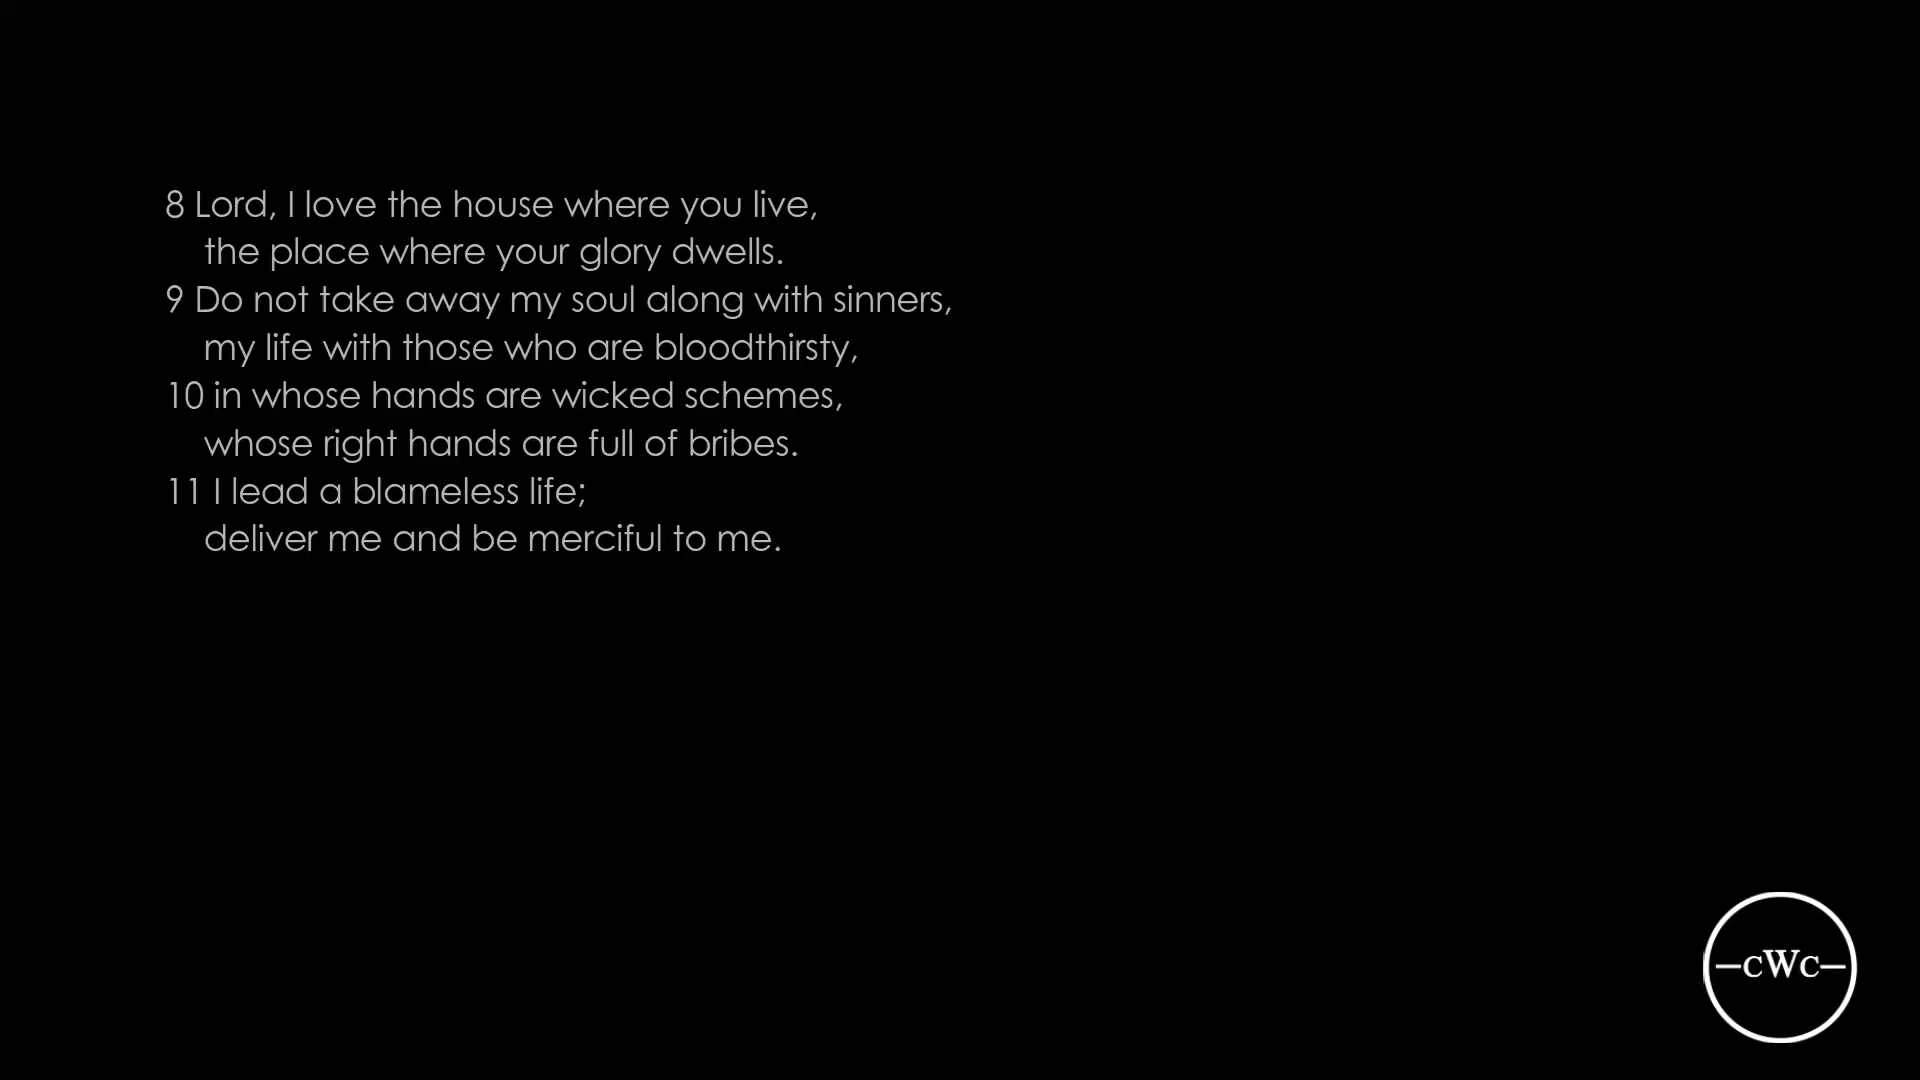 8 Lord, I love the house where you live,
the place where your glory dwells.
9 Do not take away my soul along with sinners,
my life with those who are bloodthirsty,
10 in whose hands are wicked schemes,
whose right hands are full of bribes.
11 I lead a blameless life;
deliver me and be merciful to me.
—cWc—